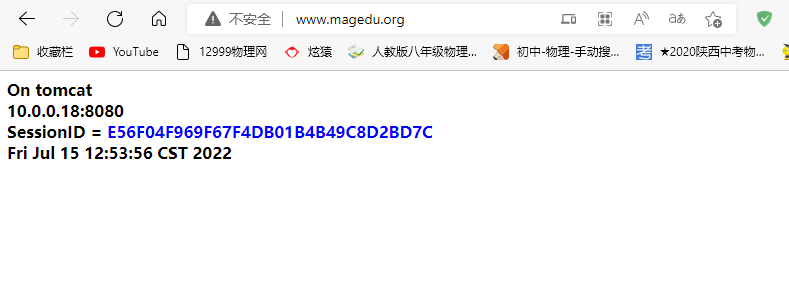 不安全 www.magedu.org aあ
收藏栏 YouTube 12999物理网 炫猿 人教版八年级物理... 初中-物理-手动搜... ★2020陕西中考物...
On tomcat
10.0.0.18:8080
SessionID = E56F04F969F67F4DB01B4B49C8D2BD7C
Fri Jul 15 12:53:56 CST 2022